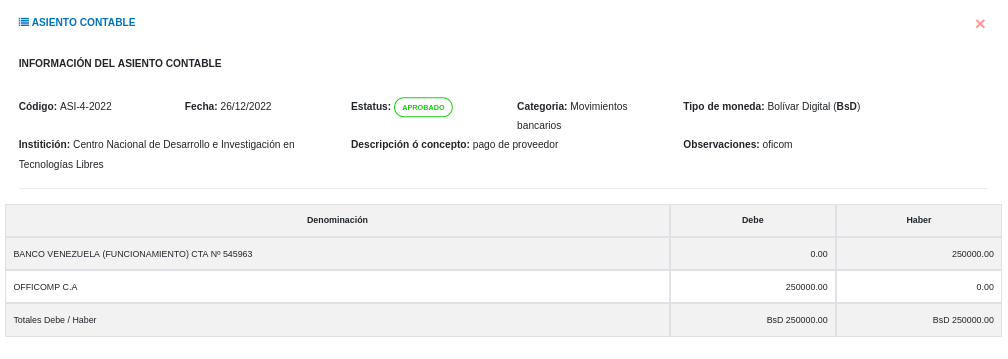 ASIENTO CONTABLE
×
INFORMACIÓN DEL ASIENTO CONTABLE
Código: ASI-4-2022 Fecha: 26/12/2022 Estatus: APROBADO Categoria: Movimientos bancarios Tipo de moneda: Bolívar Digital (BsD)
Institición: Centro Nacional de Desarrollo e Investigación en Tecnologías Libres Descripción ó concepto: pago de proveedor Observaciones: oficom
Denominación Debe Haber
BANCO VENEZUELA (FUNCIONAMIENTO) CTA Nº 545963 0.00 250000.00
OFFICOMP C.A 250000.00 0.00
Totales Debe / Haber BsD 250000.00 BsD 250000.00